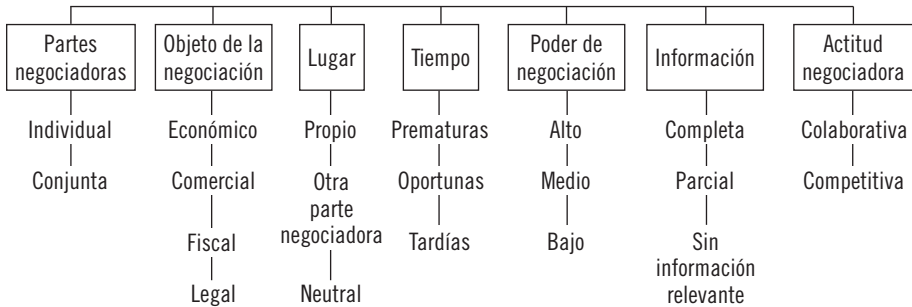 Partes
negociadoras
Individual
Conjunta
Objeto de la
negociación
Económico
Comercial
Fiscal
Legal
Lugar
Propio
Otra
parte
negociadora
Neutral
Tiempo
Prematuras
Oportunas
Tardías
Poder de
negociación
Alto
Medio
Bajo
Información
Completa
Parcial
Sin
información
relevante
Actitud
negociadora
Colaborativa
Competitiva